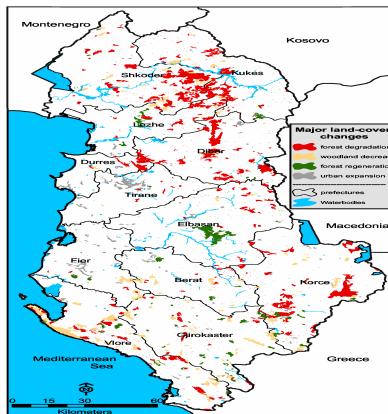 Montenegro
Kosovo
Shkoder
Kukes
Lezhe
Major land-cover
changes
forest degradation
woodland decrea
forest regeneration
urban expansion
prefectures
Waterbodies
Diber
Durres
Tirane
Elbasan
Macedonia
Fier
Berat
Korce
Gjirokaster
Vlore
Mediterranean
Sea
Greece
0 15 30 60
Kilometers